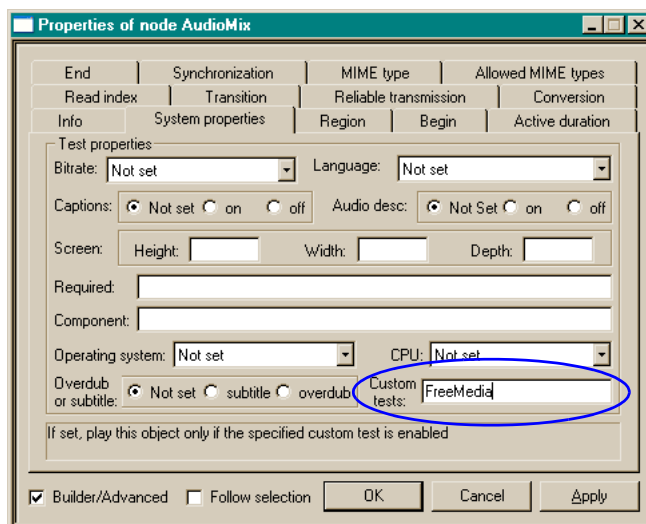 Properties of node AudioMix
End Synchronization MIME type Allowed MIME types
Read index Transition Reliable transmission Conversion
Info System properties Region Begin Active duration
Test properties
Bitrate: Not set Language: Not set
Captions: Not set on off Audio desc: Not Set on off
Screen: Height: Width: Depth:
Required:
Component:
Operating system: Not set CPU: Not set
Overdub or subtitle: Not set subtitle overdub Custom tests: FreeMedia
If set, play this object only if the specified custom test is enabled
Builder/Advanced Follow selection OK Cancel Apply